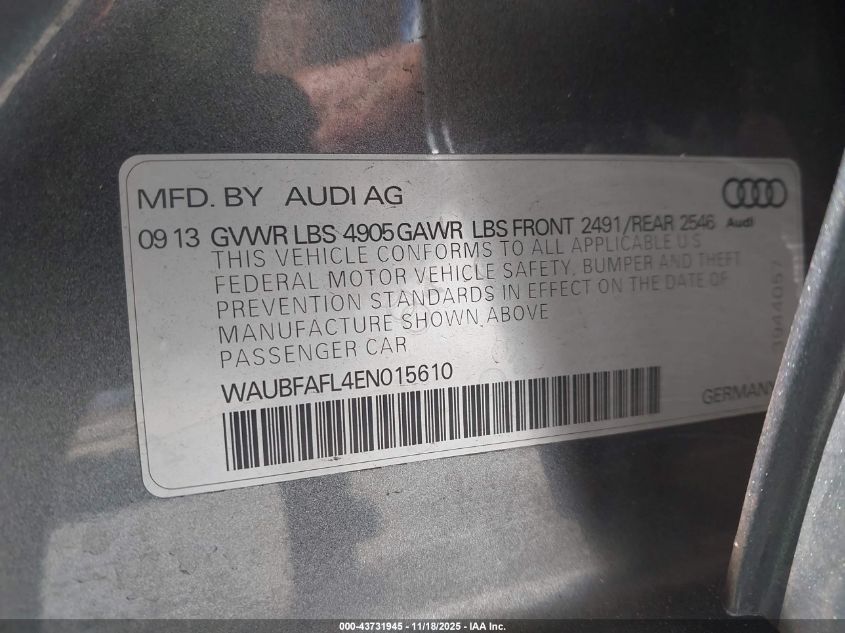 MFD. BY AUDI AG
Audi
09 13 GVWR LBS 4905 GAWR LBS FRONT 2491/REAR 2546
THIS VEHICLE CONFORMS TO ALL APPLICABLE U S
FEDERAL MOTOR VEHICLE SAFETY, BUMPER AND THEFT
PREVENTION STANDARDS IN EFFECT ON THE DATE OF
MANUFACTURE SHOWN ABOVE
PASSENGER CAR
WAUBFAFL4EN015610
GERMANY
000-43731945 - 11/18/2025 - IAA Inc.